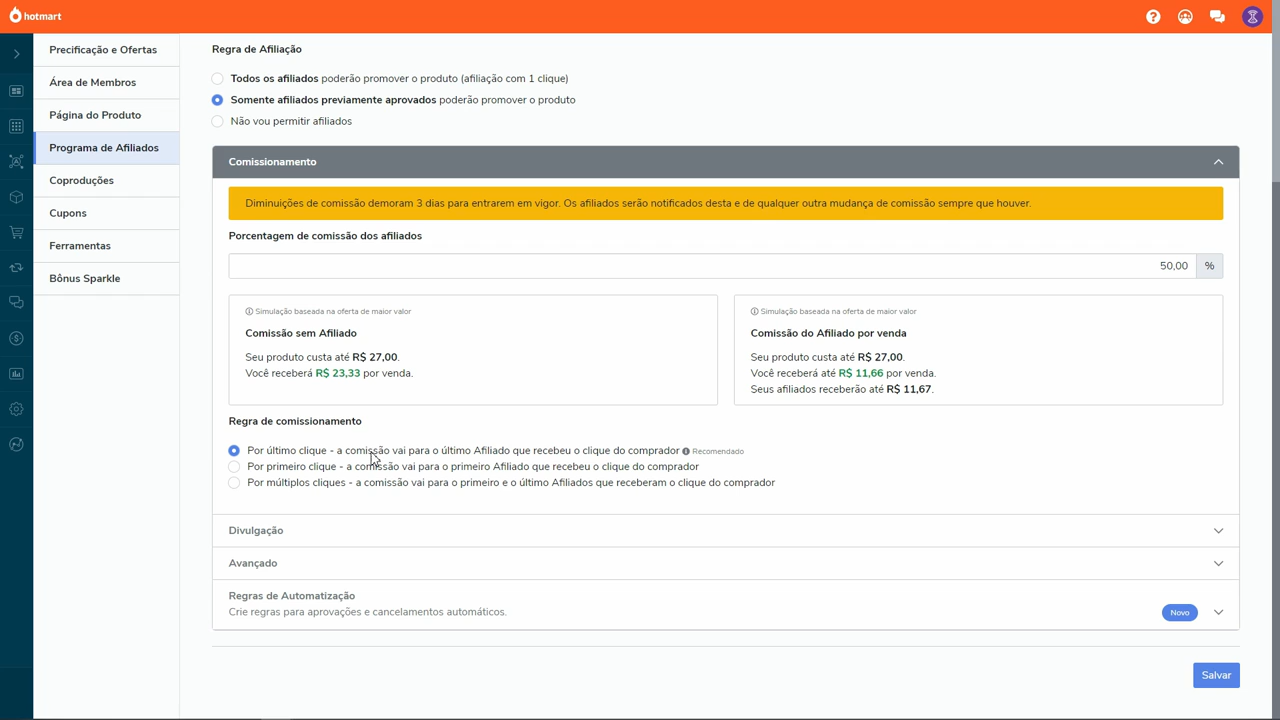 hotmart
Precificação e Ofertas
Área de Membros
Página do Produto
Programa de Afiliados
Coproduções
Cupons
Ferramentas
Bônus Sparkle
Regra de Afiliação
Todos os afiliados poderão promover o produto (afiliação com 1 clique)
Somente afiliados previamente aprovados poderão promover o produto
Não vou permitir afiliados
Comissionamento
Diminuições de comissão demoram 3 dias para entrarem em vigor. Os afiliados serão notificados desta e de qualquer outra mudança de comissão sempre que houver.
Porcentagem de comissão dos afiliados
50,00 %
Simulação baseada na oferta de maior valor
Comissão sem Afiliado
Seu produto custa até R$ 27,00.
Você receberá R$ 23,33 por venda.
Simulação baseada na oferta de maior valor
Comissão do Afiliado por venda
Seu produto custa até R$ 27,00.
Você receberá até R$ 11,66 por venda.
Seus afiliados receberão até R$ 11,67.
Regra de comissionamento
Por último clique - a comissão vai para o último Afiliado que recebeu o clique do comprador Recomendado
Por primeiro clique - a comissão vai para o primeiro Afiliado que recebeu o clique do comprador
Por múltiplos cliques - a comissão vai para o primeiro e o último Afiliados que receberam o clique do comprador
Divulgação
Avançado
Regras de Automatização
Crie regras para aprovações e cancelamentos automáticos.
Novo
Salvar